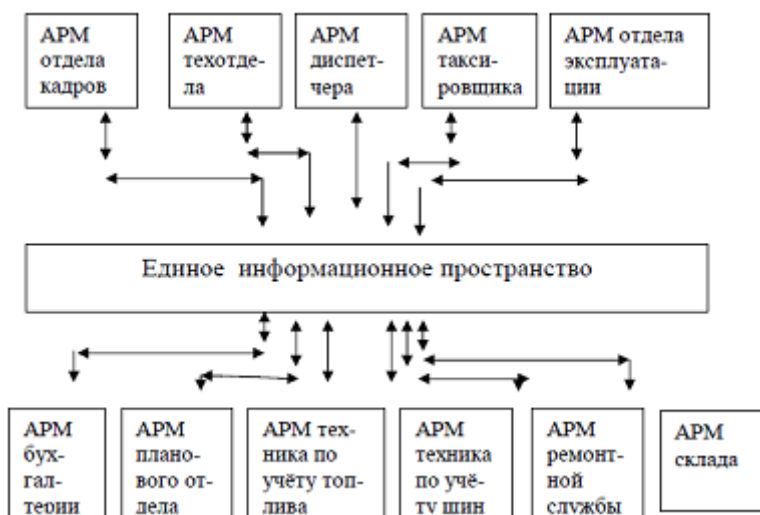 АРМ
отдела
кадров
АРМ
техотде-
ла
АРМ
диспет-
чера
АРМ
такси-
ровщика
АРМ отдела
эксплуата-
ции
Единое информационное пространство
АРМ
бух-
гал-
терии
АРМ
плано-
вого от-
дела
АРМ тех-
ника по
учёту топ-
лива
АРМ
техника
по учё-
ту шин
АРМ
ремонт-
ной
службы
АРМ
склада